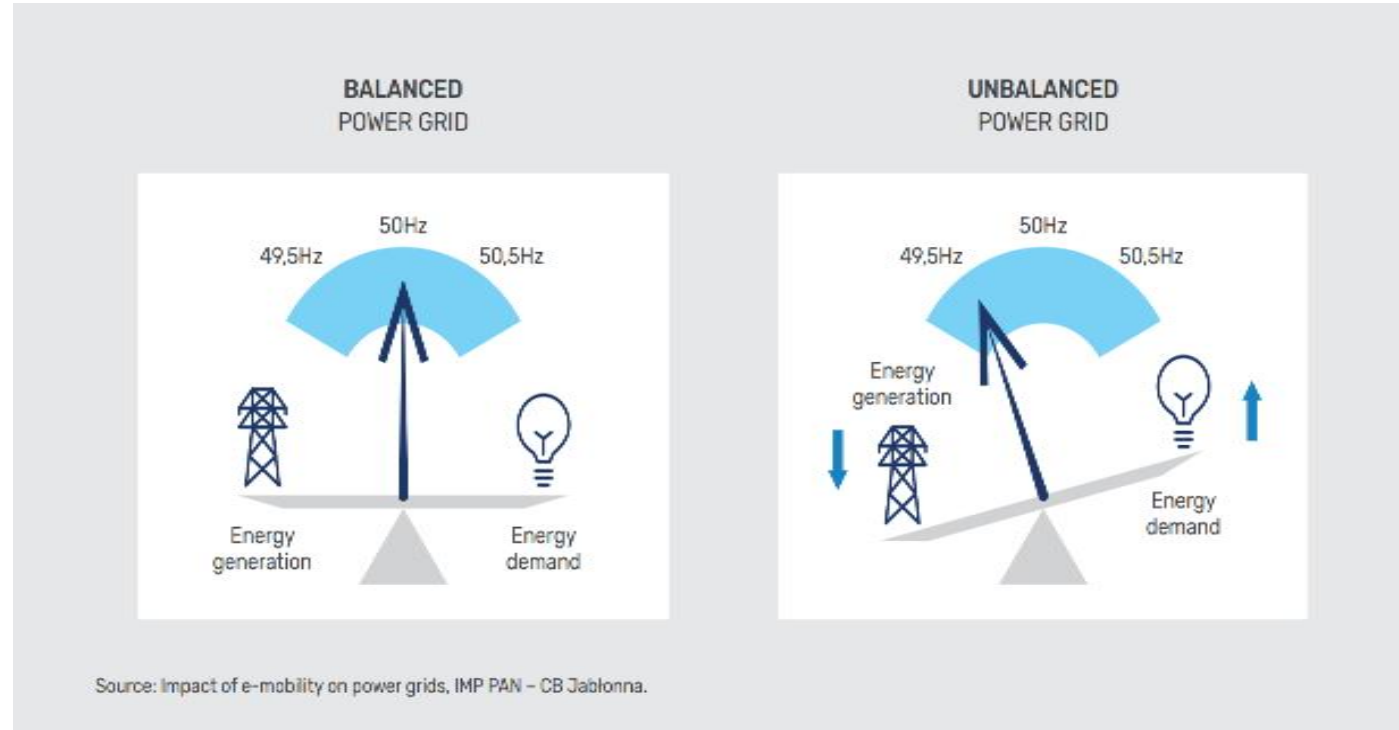 BALANCED
POWER GRID
UNBALANCED
POWER GRID
50Hz
49,5Hz
50,5Hz
Energy
generation
Energy
demand
50Hz
49,5Hz
50,5Hz
Energy
generation
Energy
demand
Source: Impact of e-mobility on power grids, IMP PAN – CB Jabłonna.